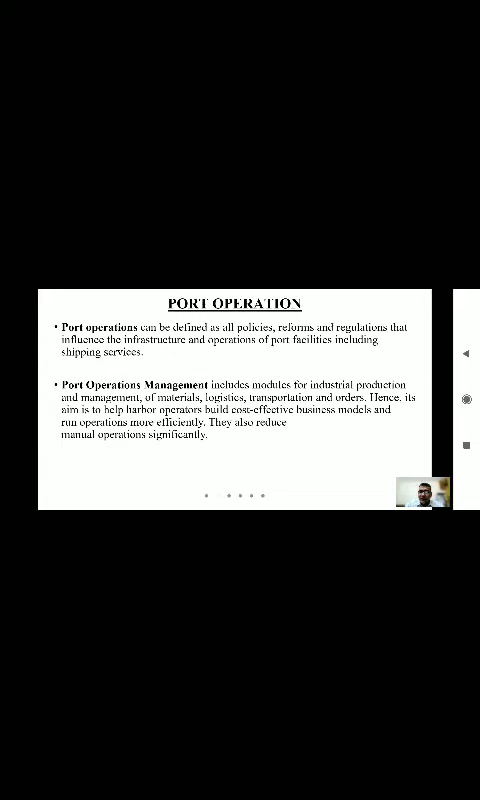 PORT OPERATION
• Port operations can be defined as all policies, reforms and regulations that
influence the infrastructure and operations of port facilities including
shipping services.
• Port Operations Management includes modules for industrial production
and management, of materials, logistics, transportation and orders. Hence, its
aim is to help harbor operators build cost-effective business models and
run operations more efficiently. They also reduce
manual operations significantly.